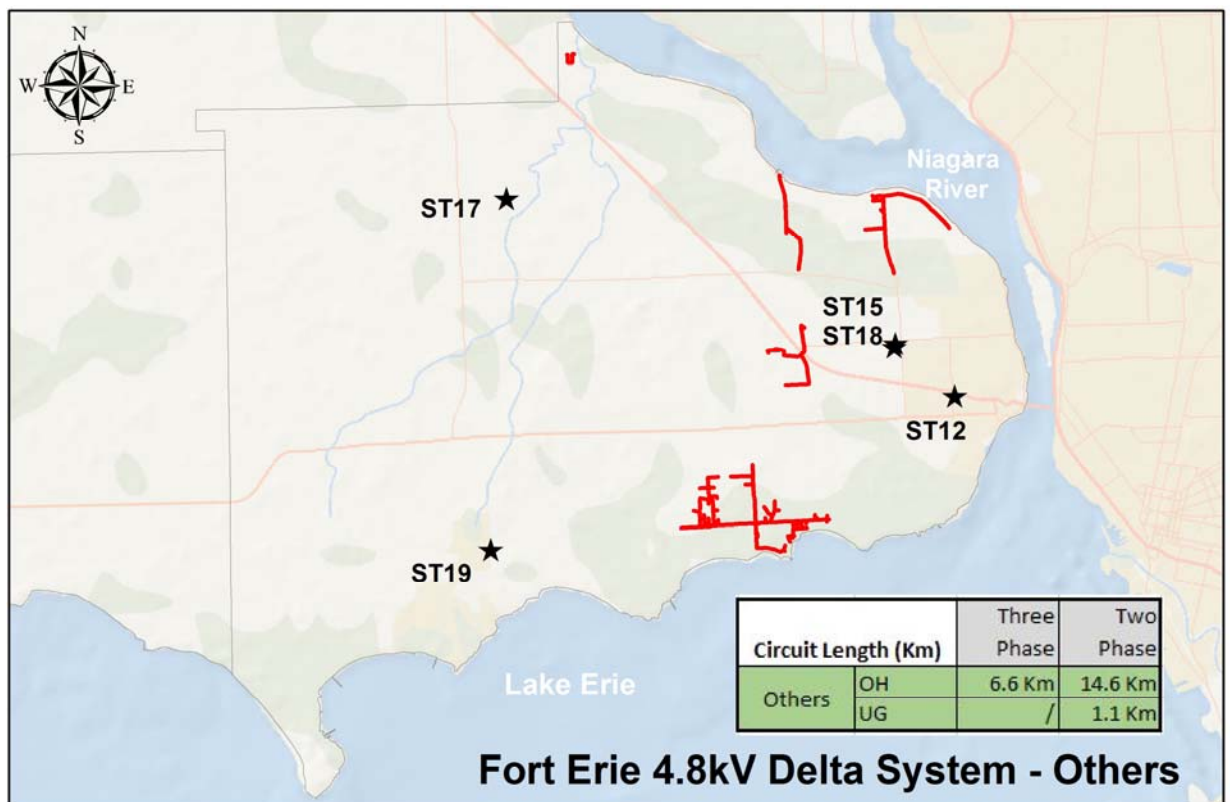 N
W E
S
Niagara
River
ST17
ST15
ST18
ST12
ST19
Lake Erie
Circuit Length (Km) Three Phase Two Phase
Others OH 6.6 Km 14.6 Km
UG / 1.1 Km
Fort Erie 4.8kV Delta System - Others